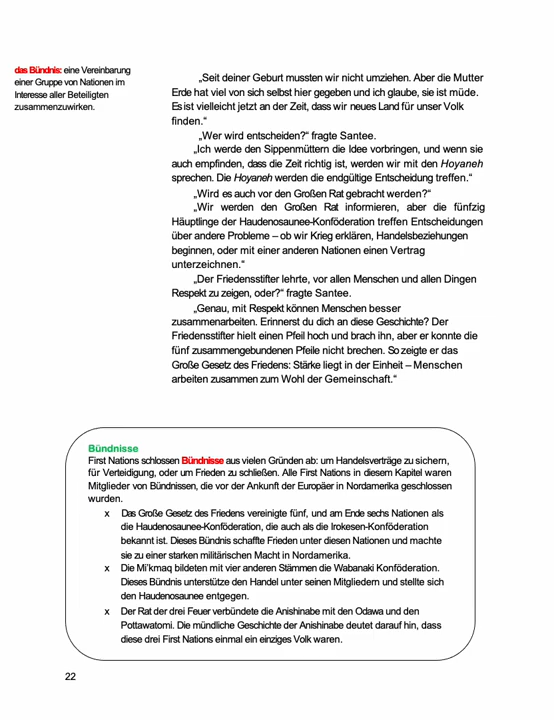 das Bündnis: eine Vereinbarung
einer Gruppe von Nationen im
Interesse aller Beteiligten
zusammenzuwirken.
„Seit deiner Geburt mussten wir nicht umziehen. Aber die Mutter
Erde hat viel von sich selbst hier gegeben und ich glaube, sie ist müde.
Es ist vielleicht jetzt an der Zeit, dass wir neues Land für unser Volk
finden.“
„Wer wird entscheiden?“ fragte Santee.
„Ich werde den Sippenmüttern die Idee vorbringen, und wenn sie
auch empfinden, dass die Zeit richtig ist, werden wir mit den Hoyaneh
sprechen. Die Hoyaneh werden die endgültige Entscheidung treffen.“
„Wird es auch vor den Großen Rat gebracht werden?“
„Wir werden den Großen Rat informieren, aber die fünfzig
Häuptlinge der Haudenosaunee-Konföderation treffen Entscheidungen
über andere Probleme – ob wir Krieg erklären, Handelsbeziehungen
beginnen, oder mit einer anderen Nationen einen Vertrag
unterzeichnen.“
„Der Friedensstifter lehrte, vor allen Menschen und allen Dingen
Respekt zu zeigen, oder?“ fragte Santee.
„Genau, mit Respekt können Menschen besser
zusammenarbeiten. Erinnerst du dich an diese Geschichte? Der
Friedensstifter hielt einen Pfeil hoch und brach ihn, aber er konnte die
fünf zusammengebundenen Pfeile nicht brechen. So zeigte er das
Große Gesetz des Friedens: Stärke liegt in der Einheit – Menschen
arbeiten zusammen zum Wohl der Gemeinschaft.“
Bündnisse
First Nations schlossen Bündnisse aus vielen Gründen ab: um Handelsverträge zu sichern,
für Verteidigung, oder um Frieden zu schließen. Alle First Nations in diesem Kapitel waren
Mitglieder von Bündnissen, die vor der Ankunft der Europäer in Nordamerika geschlossen
wurden.
x Das Große Gesetz des Friedens vereinigte fünf, und am Ende sechs Nationen als
die Haudenosaunee-Konföderation, die auch als die Irokesen-Konföderation
bekannt ist. Dieses Bündnis schaffte Frieden unter diesen Nationen und machte
sie zu einer starken militärischen Macht in Nordamerika.
x Die Mi’kmaq bildeten mit vier anderen Stämmen die Wabanaki Konföderation.
Dieses Bündnis unterstütze den Handel unter seinen Mitgliedern und stellte sich
den Haudenosaunee entgegen.
x Der Rat der drei Feuer verbündete die Anishinabe mit den Odawa und den
Pottawatomi. Die mündliche Geschichte der Anishinabe deutet darauf hin, dass
diese drei First Nations einmal ein einziges Volk waren.
22